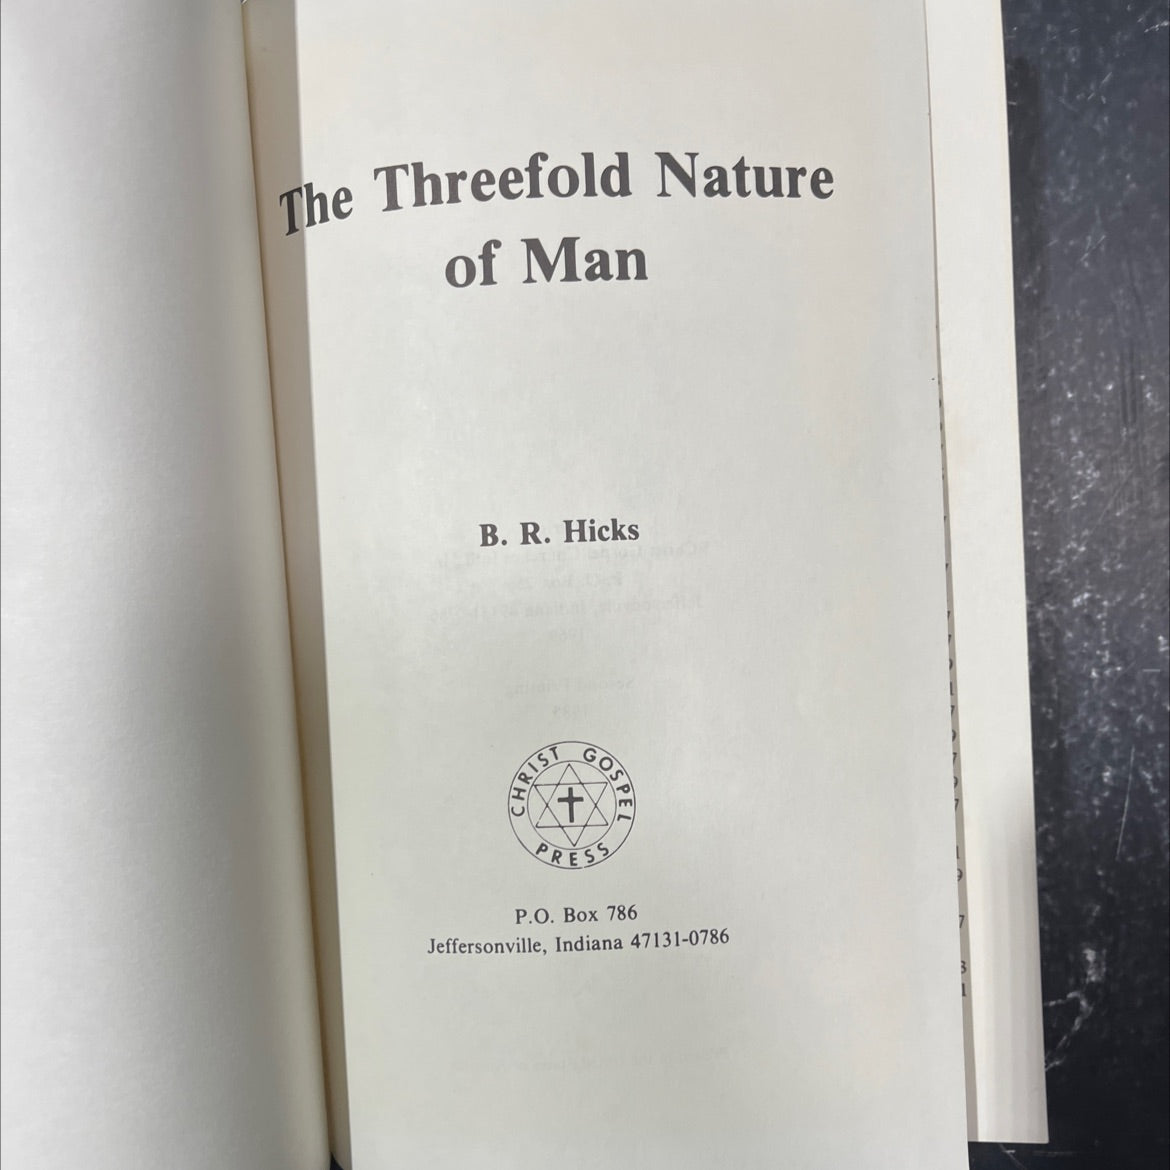 The Threefold Nature
of Man
B. R. Hicks
CHRIST GOSPEL
PRESS
P.O. Box 786
Jeffersonville, Indiana 47131-0786